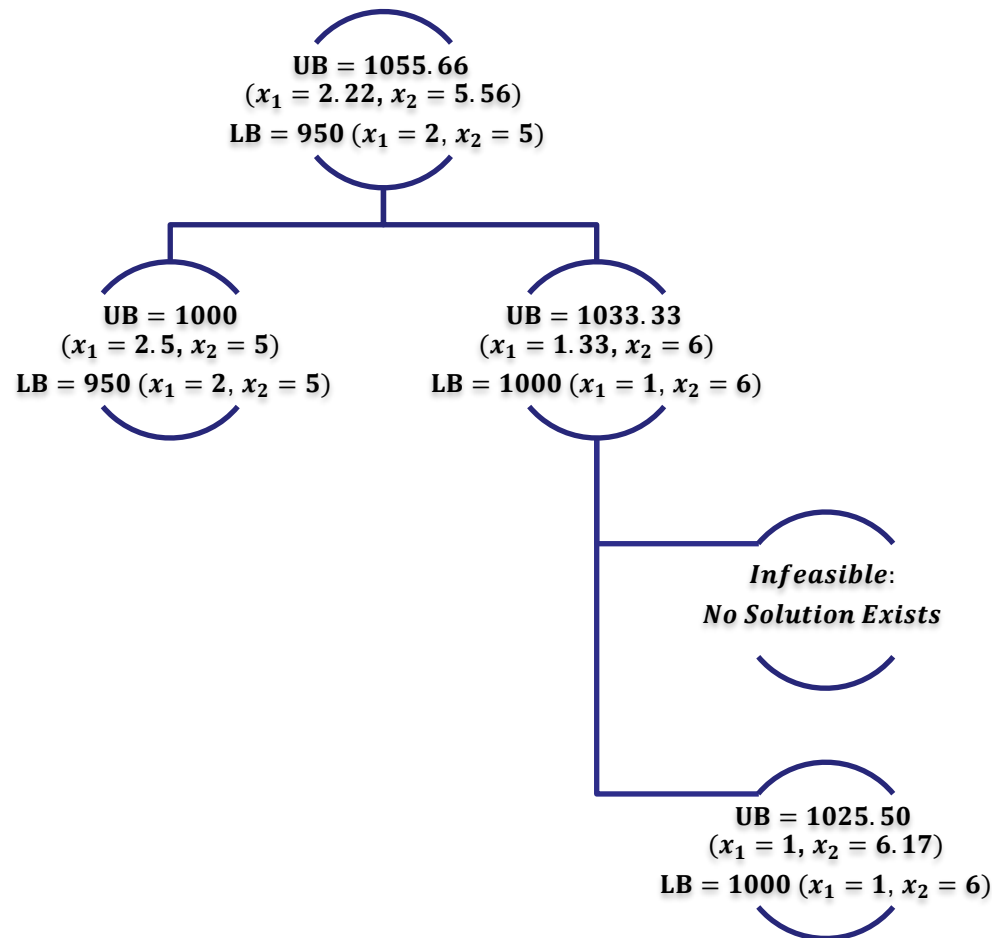 UB = 1055.66
(x₁ = 2.22, x₂ = 5.56)
LB = 950 (x₁ = 2, x₂ = 5)
UB = 1000
(x₁ = 2.5, x₂ = 5)
LB = 950 (x₁ = 2, x₂ = 5)
UB = 1033.33
(x₁ = 1.33, x₂ = 6)
LB = 1000 (x₁ = 1, x₂ = 6)
Infeasible:
No Solution Exists
UB = 1025.50
(x₁ = 1, x₂ = 6.17)
LB = 1000 (x₁ = 1, x₂ = 6)